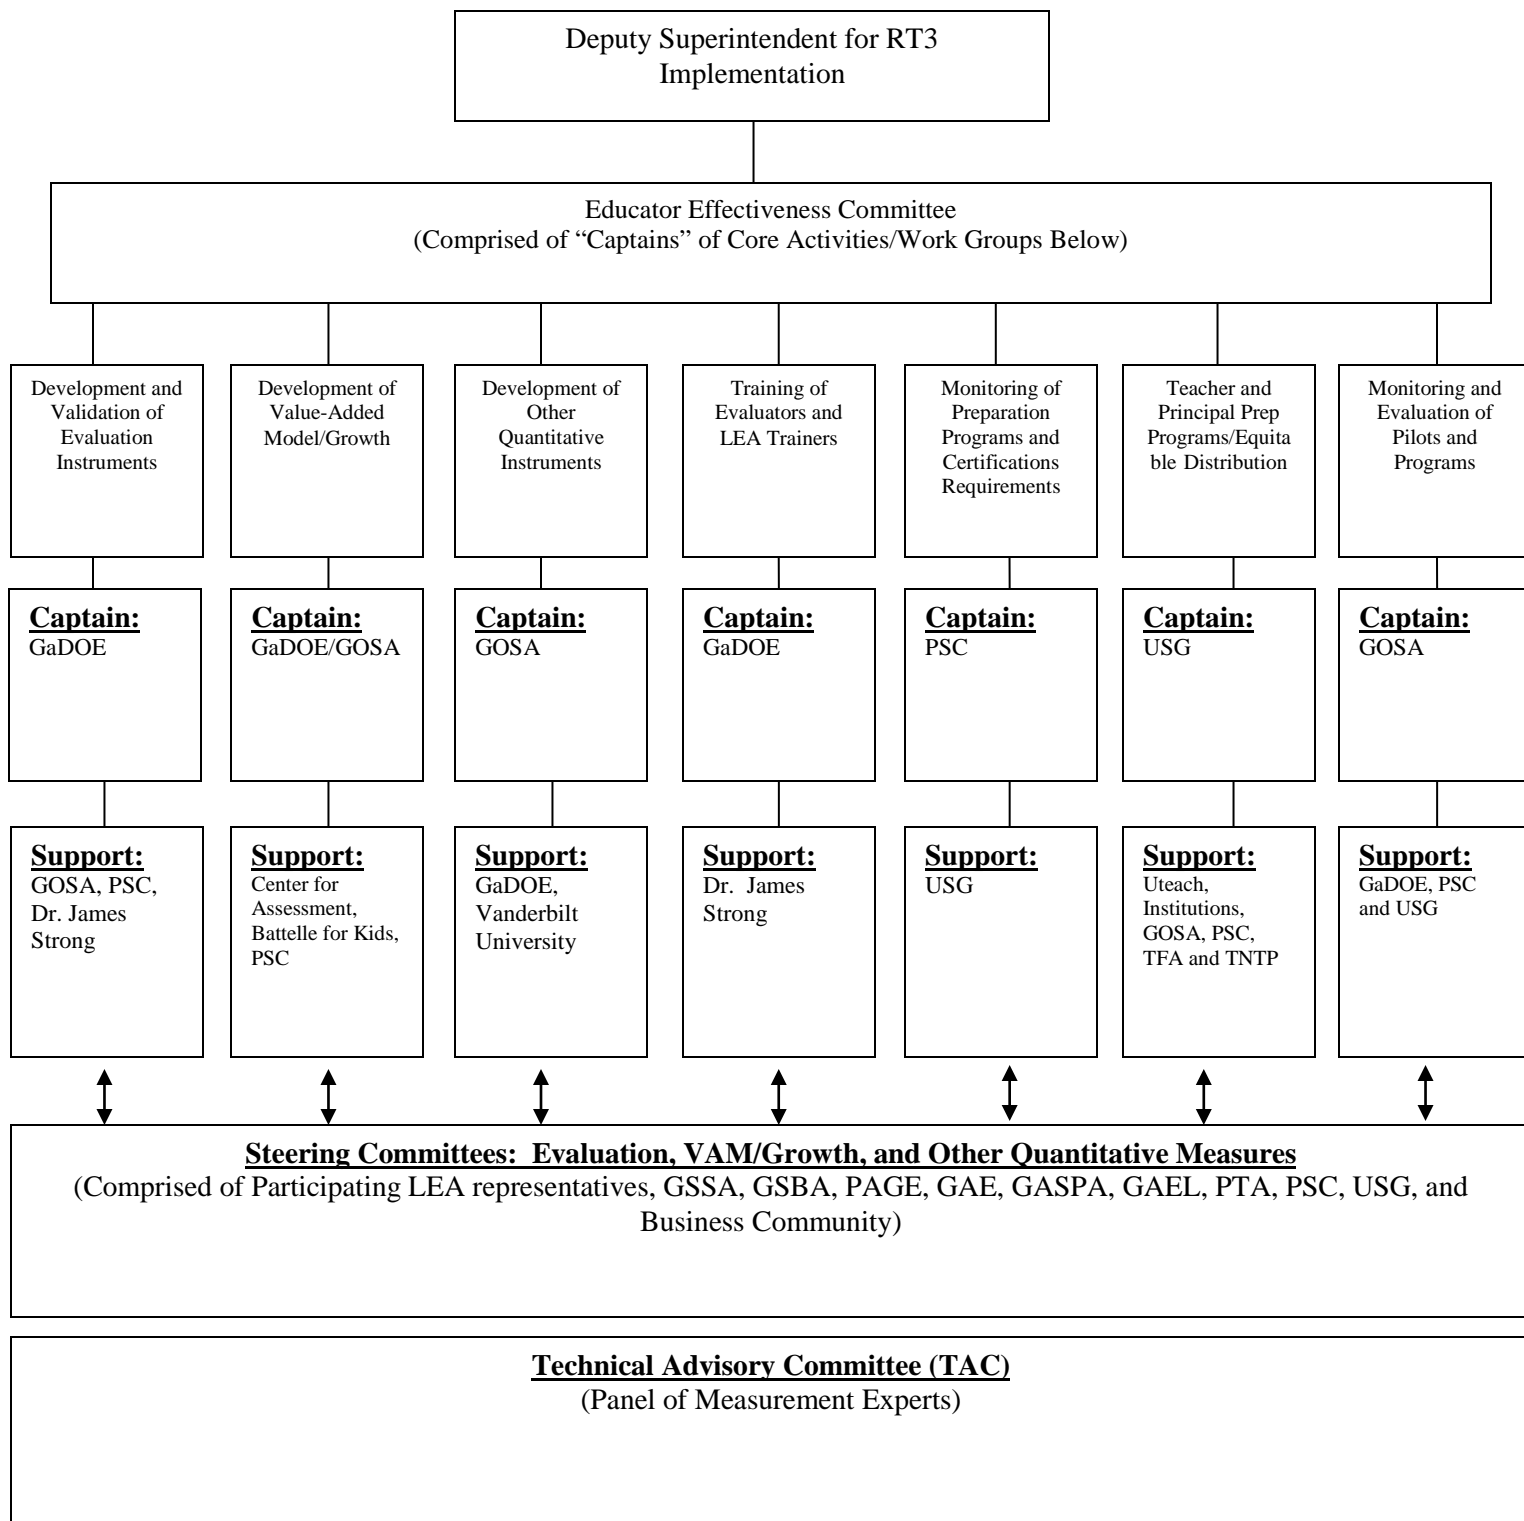 Deputy Superintendent for RT3
Implementation
Educator Effectiveness Committee
(Comprised of “Captains” of Core Activities/Work Groups Below)
Development and
Validation of
Evaluation
Instruments
Development of
Value-Added
Model/Growth
Development of
Other
Quantitative
Instruments
Training of
Evaluators and
LEA Trainers
Monitoring of
Preparation
Programs and
Certifications
Requirements
Teacher and
Principal Prep
Programs/Equita
ble Distribution
Monitoring and
Evaluation of
Pilots and
Programs
Captain:
GaDOE
Captain:
GaDOE/GOSA
Captain:
GOSA
Captain:
GaDOE
Captain:
PSC
Captain:
USG
Captain:
GOSA
Support:
GOSA, PSC,
Dr. James
Strong
Support:
Center for
Assessment,
Battelle for Kids,
PSC
Support:
GaDOE,
Vanderbilt
University
Support:
Dr. James
Strong
Support:
USG
Support:
Uteach,
Institutions,
GOSA, PSC,
TFA and TNTP
Support:
GaDOE, PSC
and USG
Steering Committees: Evaluation, VAM/Growth, and Other Quantitative Measures
(Comprised of Participating LEA representatives, GSSA, GSBA, PAGE, GAE, GASPA, GAEL, PTA, PSC, USG, and
Business Community)
Technical Advisory Committee (TAC)
(Panel of Measurement Experts)